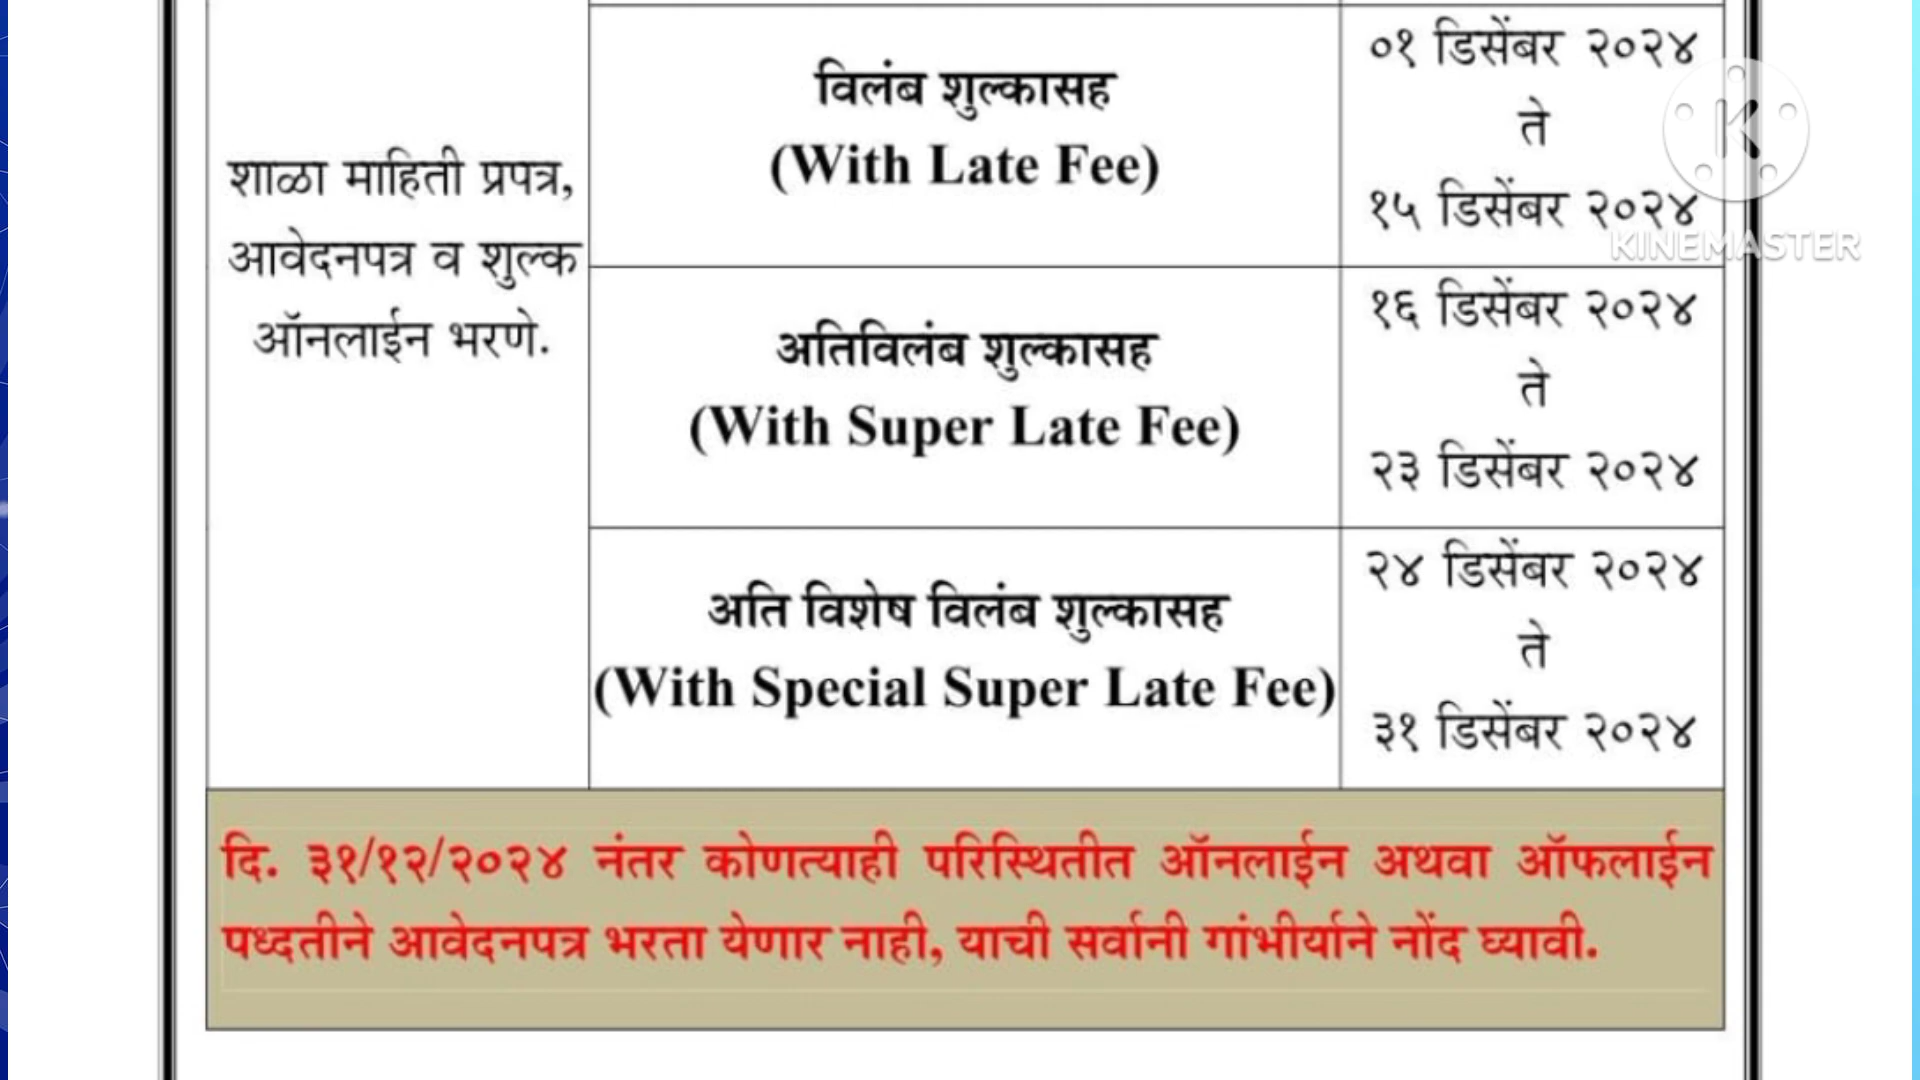 शाळा माहिती प्रपत्र,
आवेदनपत्र व शुल्क
ऑनलाईन भरणे.
विलंब शुल्कासह
(With Late Fee)
०१ डिसेंबर २०२४
ते
१५ डिसेंबर २०२४
अतिविलंब शुल्कासह
(With Super Late Fee)
१६ डिसेंबर २०२४
ते
२३ डिसेंबर २०२४
अति विशेष विलंब शुल्कासह
(With Special Super Late Fee)
२४ डिसेंबर २०२४
ते
३१ डिसेंबर २०२४
दि. ३१/१२/२०२४ नंतर कोणत्याही परिस्थितीत ऑनलाईन अथवा ऑफलाईन
पध्दतीने आवेदनपत्र भरता येणार नाही, याची सर्वानी गांभीर्याने नोंद घ्यावी.
K
KINEMASTER